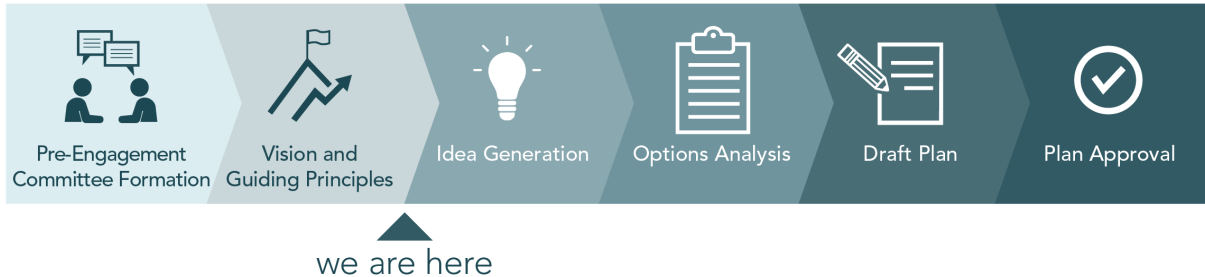 Pre-Engagement
Committee Formation
Vision and
Guiding Principles
Idea Generation
Options Analysis
Draft Plan
Plan Approval
we are here